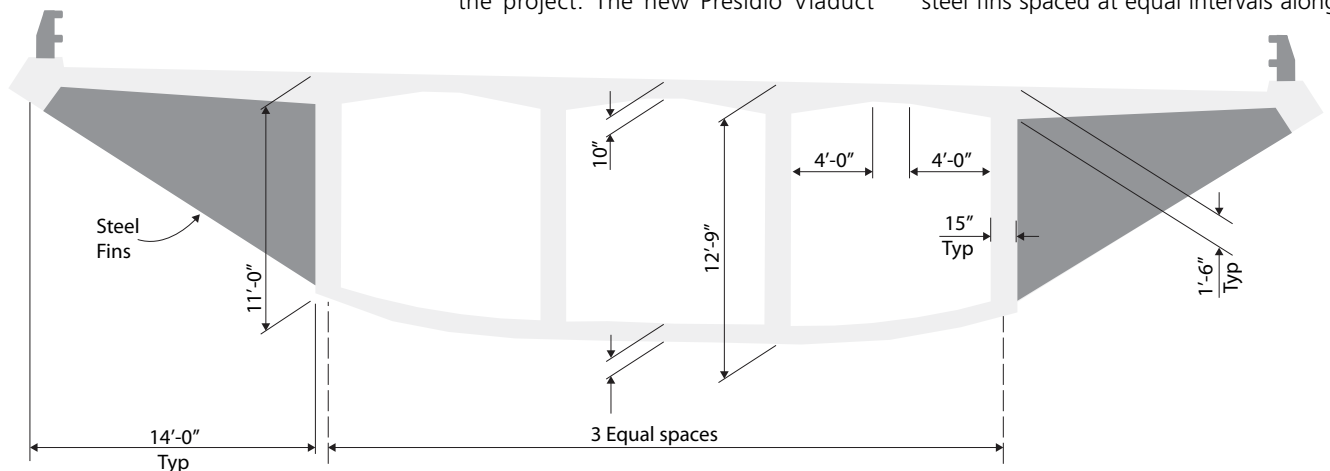 the project. The new Presidio Viaduct
steel fins spaced at equal intervals along
Steel
Fins
11'-0"
10"
12'-9"
4'-0"
4'-0"
15"
Typ
1'-6"
Typ
14'-0"
Typ
3 Equal spaces